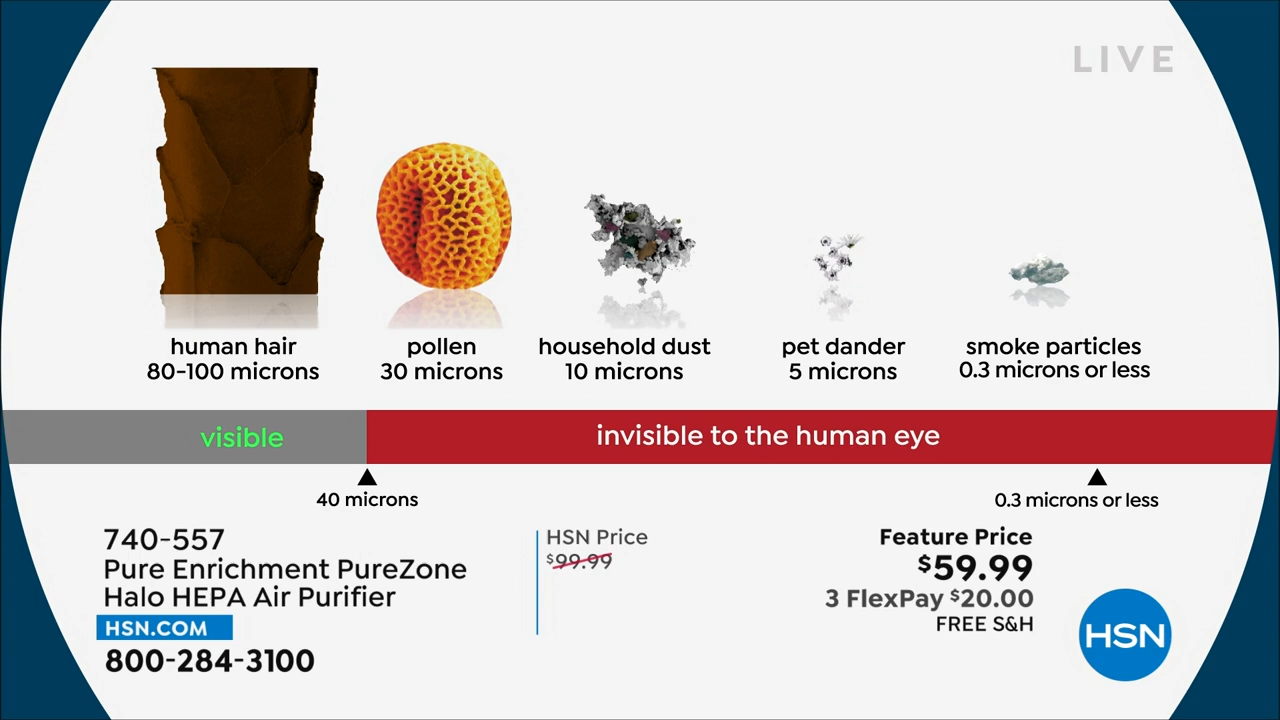 LIVE
human hair
80-100 microns
pollen
30 microns
household dust
10 microns
pet dander
5 microns
smoke particles
0.3 microns or less
visible
invisible to the human eye
40 microns
0.3 microns or less
740-557
Pure Enrichment PureZone
Halo HEPA Air Purifier
HSN.COM
800-284-3100
HSN Price
$99.99
Feature Price
$59.99
3 FlexPay $20.00
FREE S&H
HSN